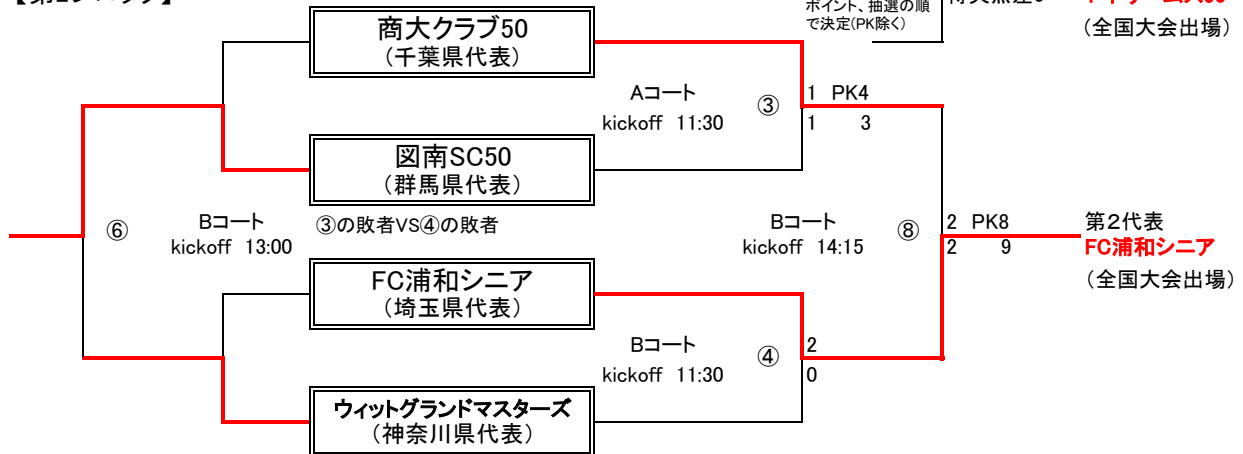 商大クラブ50
(千葉県代表)
ポイント、抽選の順
で決定(PK除く)
(全国大会出場)
Aコート
③
kickoff 11:30
1 PK4
1 3
図南SC50
(群馬県代表)
⑥
Bコート
kickoff 13:00
③の敗者VS④の敗者
Bコート
kickoff 14:15
⑧
2 PK8
2 9
第2代表
FC浦和シニア
(全国大会出場)
FC浦和シニア
(埼玉県代表)
Bコート
kickoff 11:30
④
2
0
ウィットグランドマスターズ
(神奈川県代表)